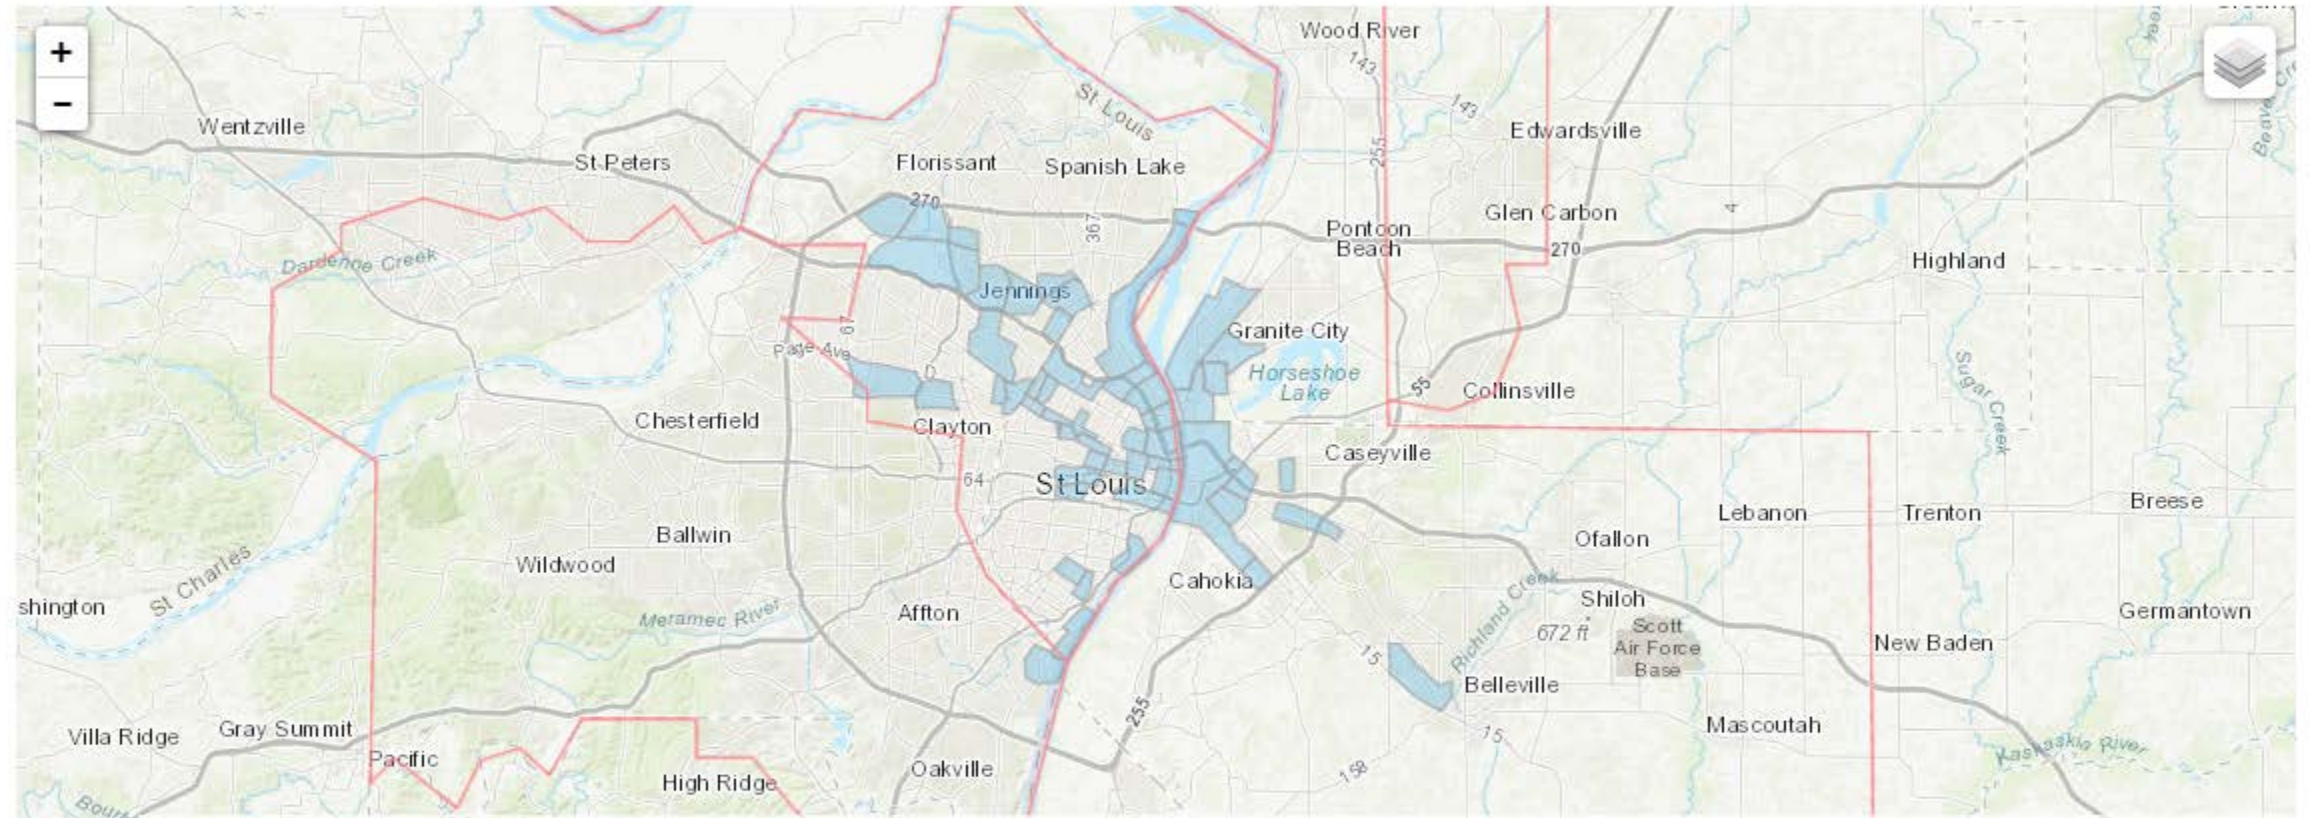 +
−
Wood River
143
143
St Louis
Wentzville
Edwardsville
St Peters
Florissant
Spanish Lake
255
270
367
Glen Carbon
4
Pontoon
Beach
270
Highland
Dardenne Creek
Jennings
67
Granite City
Page Ave
D
Horseshoe
Lake
55
Collinsville
Sugar Creek
Chesterfield
Clayton
Caseyville
64
St Louis
Lebanon
Trenton
Breese
Ballwin
Ofallon
Wildwood
St Charles
Cahokia
Richland Creek
shington
Affton
Meramec River
Shiloh
672 ft
Scott
Air Force
Base
Germantown
New Baden
15
Belleville
Villa Ridge
Gray Summit
255
15
Mascoutah
Kaskaskia River
Pacific
Oakville
158
High Ridge
Bourb